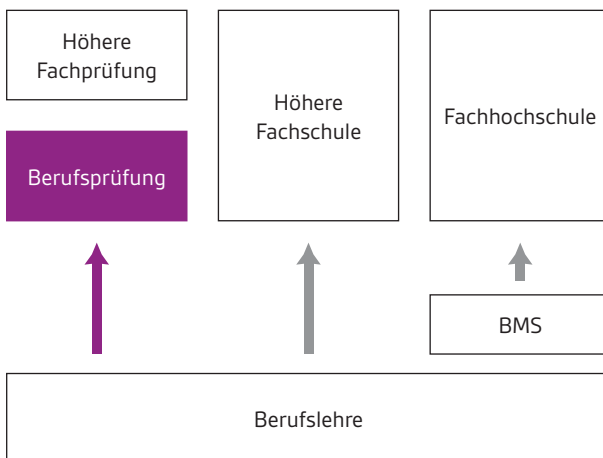 Höhere
Fachprüfung
Höhere
Fachschule
Fachhochschule
Berufsprüfung
BMS
Berufslehre